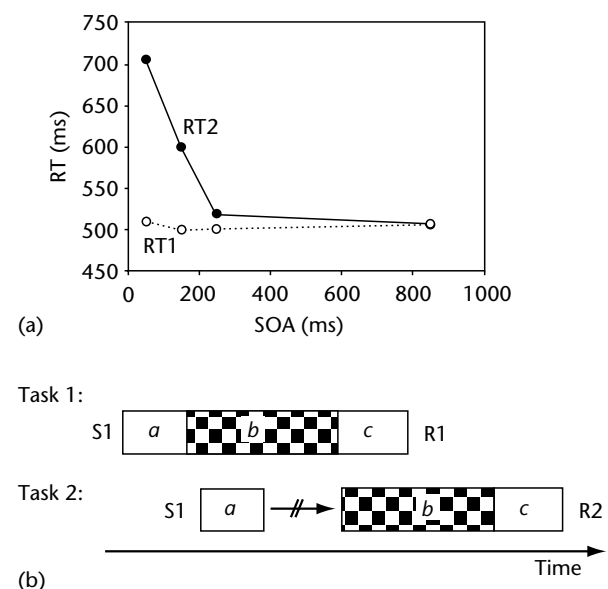 750
700
650
600
550
500
450
RT (ms)
RT2
RT1
0 200 400 600 800 1000
SOA (ms)
(a)
Task 1:
S1 a b c R1
Task 2:
S1 a b c R2
Time
(b)